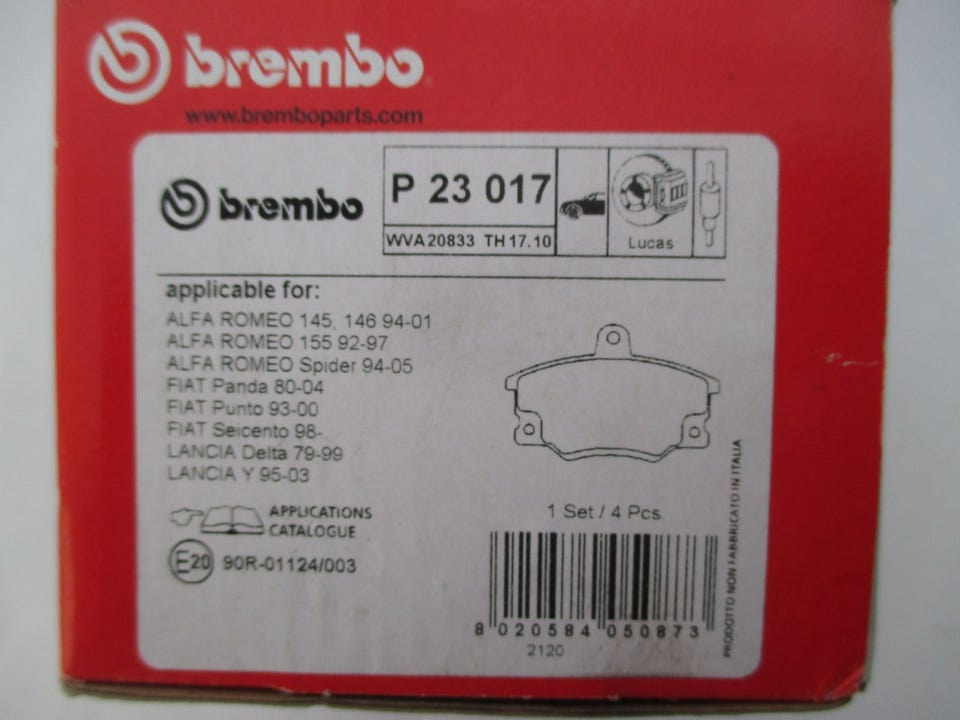 brembo
www.bremboparts.com
brembo
P 23 017
WVA 20833 TH 17.10
Lucas
applicable for:
ALFA ROMEO 145, 146 94-01
ALFA ROMEO 155 92-97
ALFA ROMEO Spider 94-05
FIAT Panda 80-04
FIAT Punto 93-00
FIAT Seicento 98-
LANCIA Delta 79-99
LANCIA Y 95-03
APPLICATIONS
CATALOGUE
E20 90R-01124/003
1 Set / 4 Pcs
8 020584 050873
2120
PRODOTTO NON FABBRICATO IN ITALIA